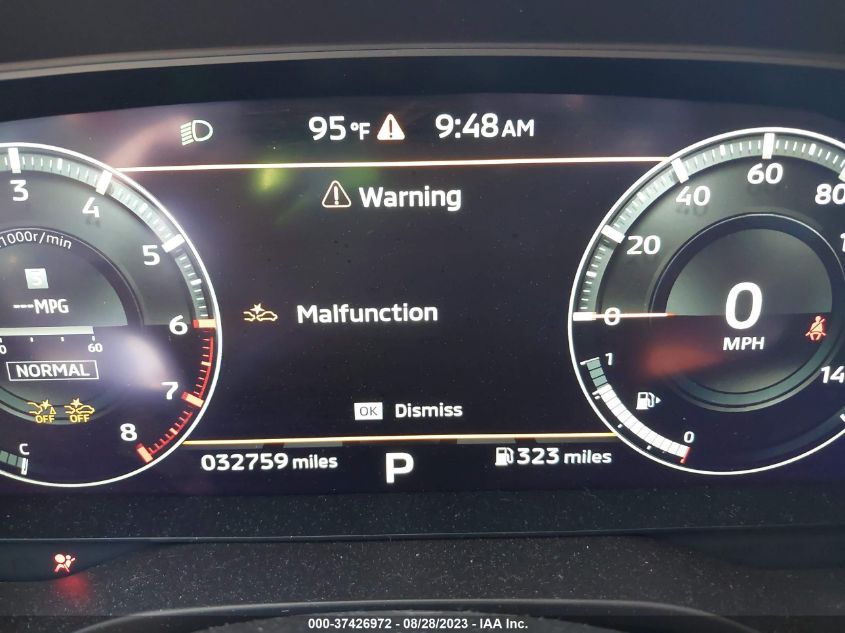 95°F 9:48AM
Warning
Malfunction
OK Dismiss
032759 miles P 323 miles
3
4
5
6
7
8
1000r/min
---MPG
0 60
NORMAL
OFF OFF
C
0
20
40
60
80
14
0
MPH
1
0
000-37426972 - 08/28/2023 - IAA Inc.